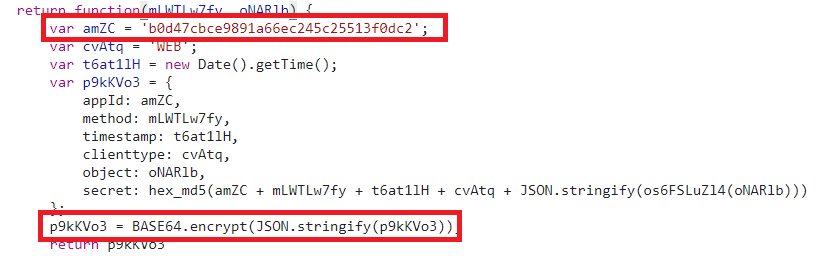 return function(mLWTLw7fy, oNARlb) {
var amZC = 'b0d47cbce9891a66ec245c25513f0dc2';
var cvAtq = 'WEB';
var t6at1lH = new Date().getTime();
var p9kKVo3 = {
appId: amZC,
method: mLWTLw7fy,
timestamp: t6at1lH,
clienttype: cvAtq,
object: oNARlb,
secret: hex_md5(amZC + mLWTLw7fy + t6at1lH + cvAtq + JSON.stringify(os6FSLuZl4(oNARlb)))
};
p9kKVo3 = BASE64.encrypt(JSON.stringify(p9kKVo3))
return p9kKVo3